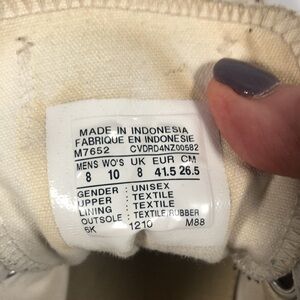 MADE IN INDONESIA
FABRIQUE EN INDONESIE
M7652 CVDRD4NZ00582
MENS WO'S UK EUR CM
8 10 8 41.5 26.5
GENDER : UNISEX
UPPER : TEXTILE
LINING : TEXTILE
OUTSOLE : TEXTILE/RUBBER
SK 1210 M88